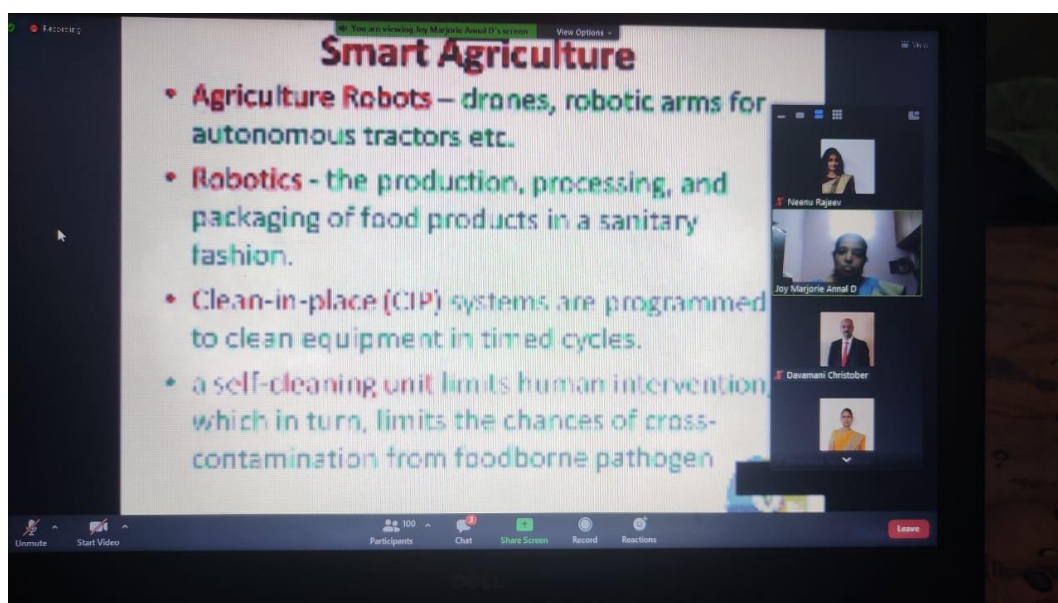 Recording
You are viewing Joy Marjorie Annal D's screen
View Options
View
Smart Agriculture
• Agriculture Robots – drones, robotic arms for
autonomous tractors etc.
• Robotics - the production, processing, and
packaging of food products in a sanitary
fashion.
• Clean-in-place (CIP) systems are programmed
to clean equipment in timed cycles.
• a self-cleaning unit limits human intervention,
which in turn, limits the chances of cross-
contamination from foodborne pathogen
Neenu Rajeev
Joy Marjorie Annal D
Davamani Christober
Unmute
Start Video
100
Participants
3
Chat
Share Screen
Record
Reactions
Leave
DELL